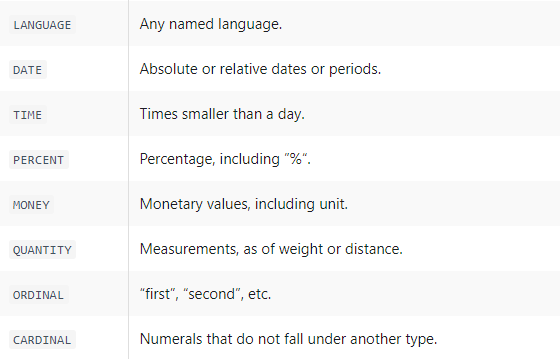 LANGUAGE Any named language.
DATE Absolute or relative dates or periods.
TIME Times smaller than a day.
PERCENT Percentage, including ”%“.
MONEY Monetary values, including unit.
QUANTITY Measurements, as of weight or distance.
ORDINAL “first”, “second”, etc.
CARDINAL Numerals that do not fall under another type.